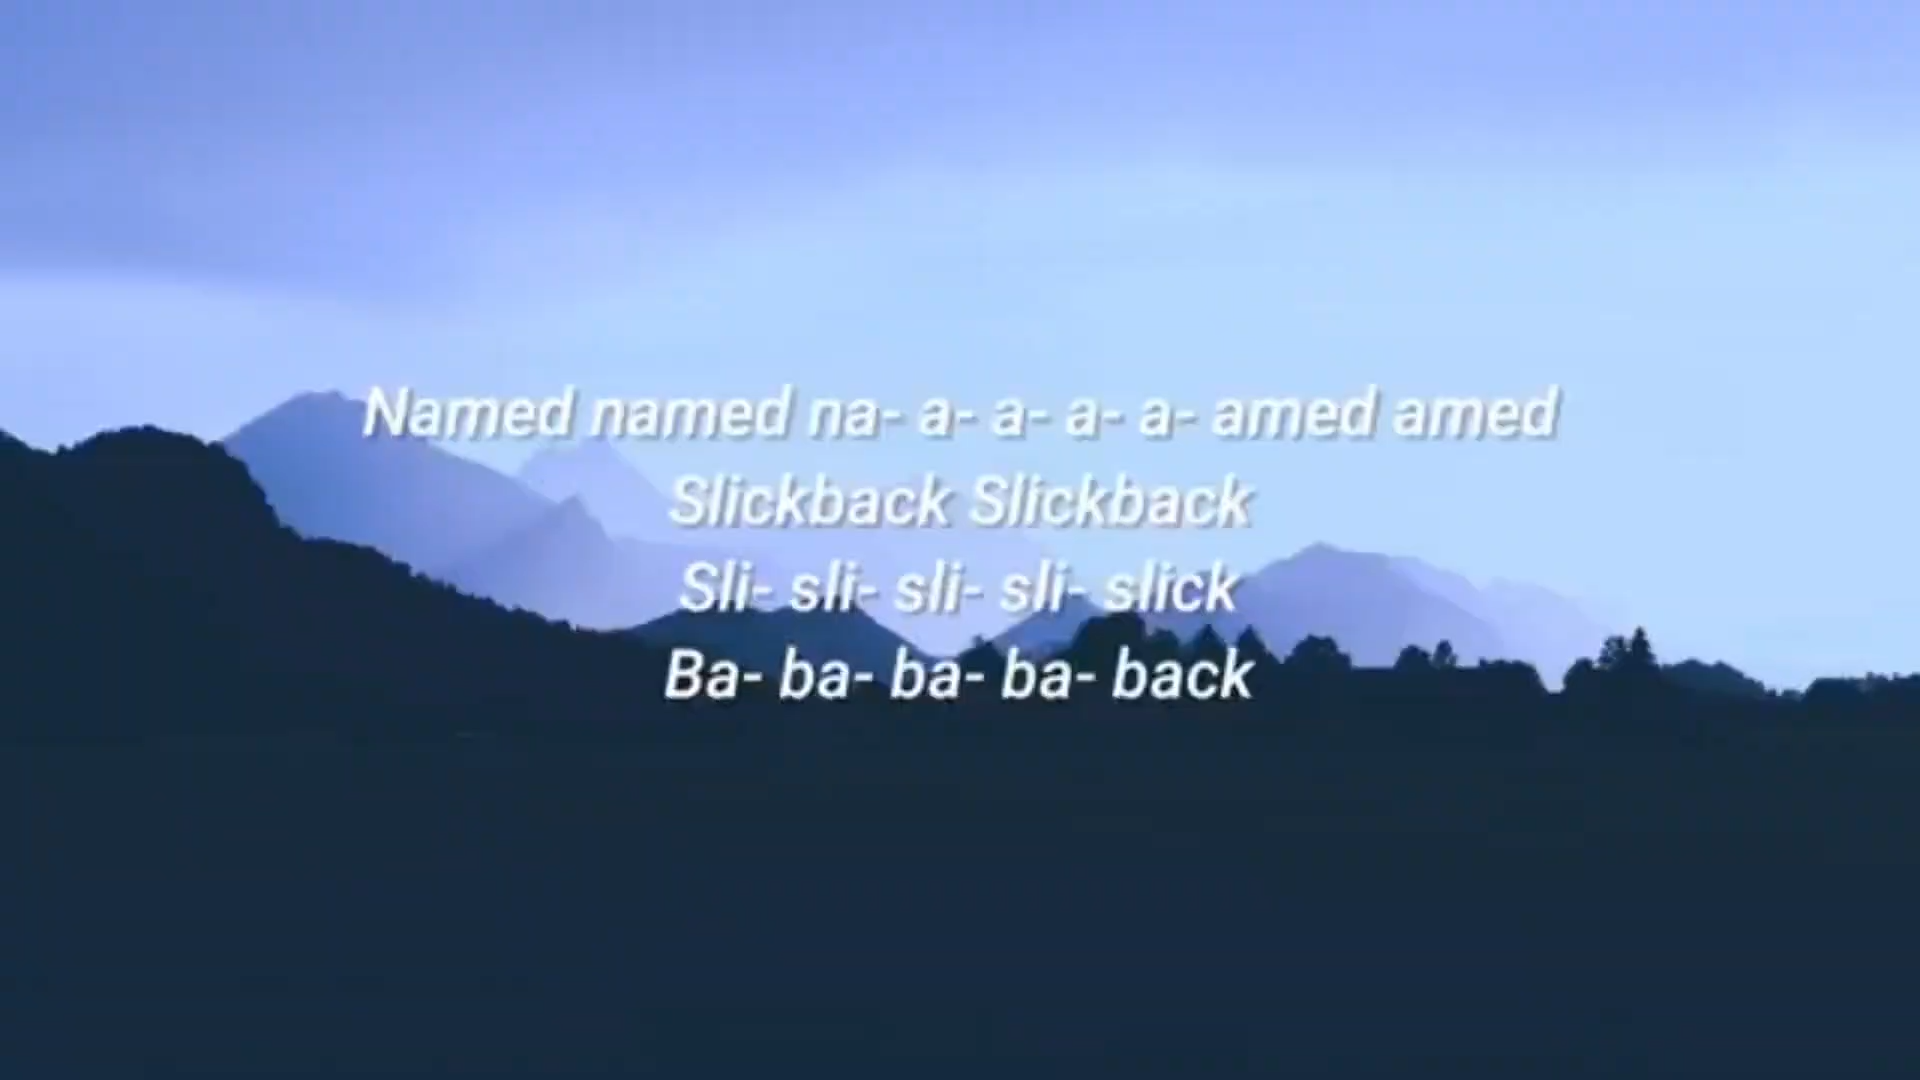 Named named na- a- a- a- a- amed amed
Slickback Slickback
Sli- sli- sli- sli- slick
Ba- ba- ba- ba- back